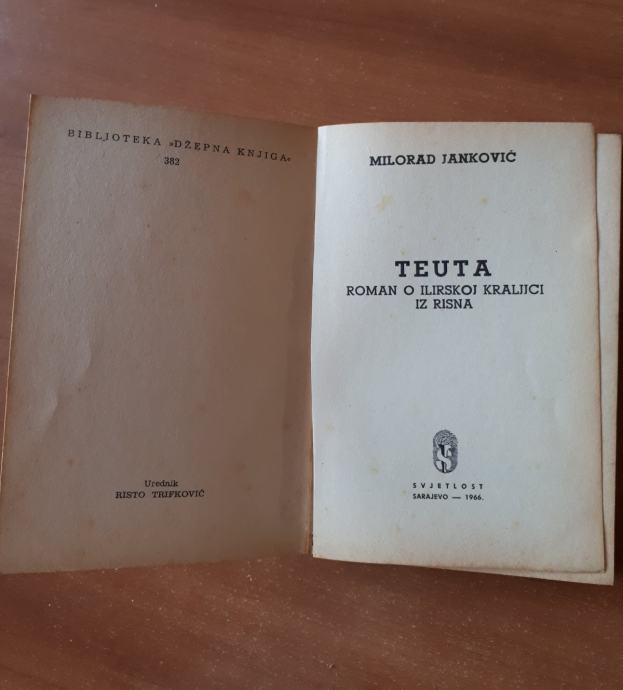 BIBLIOTEKA »DŽEPNA KNJIGA«
382
Urednik
RISTO TRIFKOVIĆ
MILORAD JANKOVIĆ
TEUTA
ROMAN O ILIRSKOJ KRALJICI
IZ RISNA
SVJETLOST
SARAJEVO — 1966.